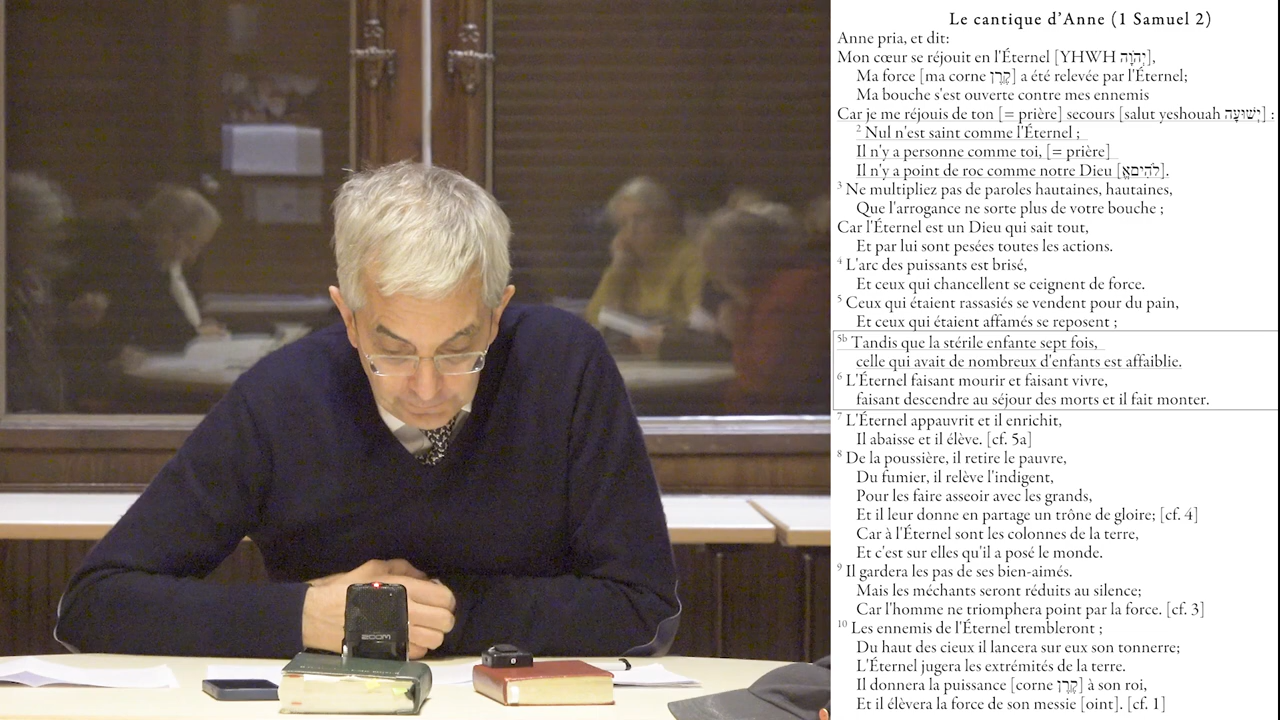 Le cantique d'Anne (1 Samuel 2)
Anne pria, et dit:
Mon cœur se réjouit en l'Éternel [YHWH יְהֹוָה],
Ma force [ma corne קֶרֶן] a été relevée par l'Éternel;
Ma bouche s'est ouverte contre mes ennemis
Car je me réjouis de ton [= prière] secours [salut yeshouah יְשׁוּעָה] :
2 Nul n'est saint comme l'Éternel ;
Il n'y a personne comme toi, [= prière]
Il n'y a point de roc comme notre Dieu [לֹהִיםאֱ].
3 Ne multipliez pas de paroles hautaines, hautaines,
Que l'arrogance ne sorte plus de votre bouche ;
Car l'Éternel est un Dieu qui sait tout,
Et par lui sont pesées toutes les actions.
4 L'arc des puissants est brisé,
Et ceux qui chancellent se ceignent de force.
5 Ceux qui étaient rassasiés se vendent pour du pain,
Et ceux qui étaient affamés se reposent ;
5b Tandis que la stérile enfante sept fois,
celle qui avait de nombreux d'enfants est affaiblie.
6 L'Éternel faisant mourir et faisant vivre,
faisant descendre au séjour des morts et il fait monter.
7 L'Éternel appauvrit et il enrichit,
Il abaisse et il élève. [cf. 5a]
8 De la poussière, il retire le pauvre,
Du fumier, il relève l'indigent,
Pour les faire asseoir avec les grands,
Et il leur donne en partage un trône de gloire; [cf. 4]
Car à l'Éternel sont les colonnes de la terre,
Et c'est sur elles qu'il a posé le monde.
9 Il gardera les pas de ses bien-aimés.
Mais les méchants seront réduits au silence;
Car l'homme ne triomphera point par la force. [cf. 3]
10 Les ennemis de l'Éternel trembleront ;
Du haut des cieux il lancera sur eux son tonnerre;
L'Éternel jugera les extrémités de la terre.
Il donnera la puissance [corne קֶרֶן] à son roi,
Et il élèvera la force de son messie [oint]. [cf. 1]
ZOOM